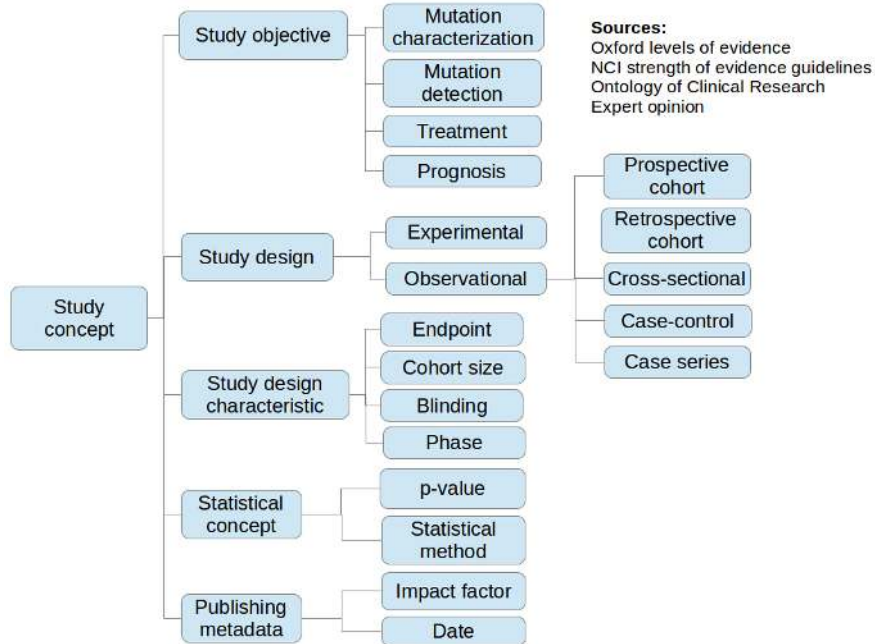 Study objective
Mutation
characterization
Mutation
detection
Treatment
Prognosis
Sources:
Oxford levels of evidence
NCI strength of evidence guidelines
Ontology of Clinical Research
Expert opinion
Study
concept
Study design
Experimental
Observational
Prospective
cohort
Retrospective
cohort
Cross-sectional
Case-control
Case series
Study design
characteristic
Endpoint
Cohort size
Blinding
Phase
Statistical
concept
p-value
Statistical
method
Publishing
metadata
Impact factor
Date